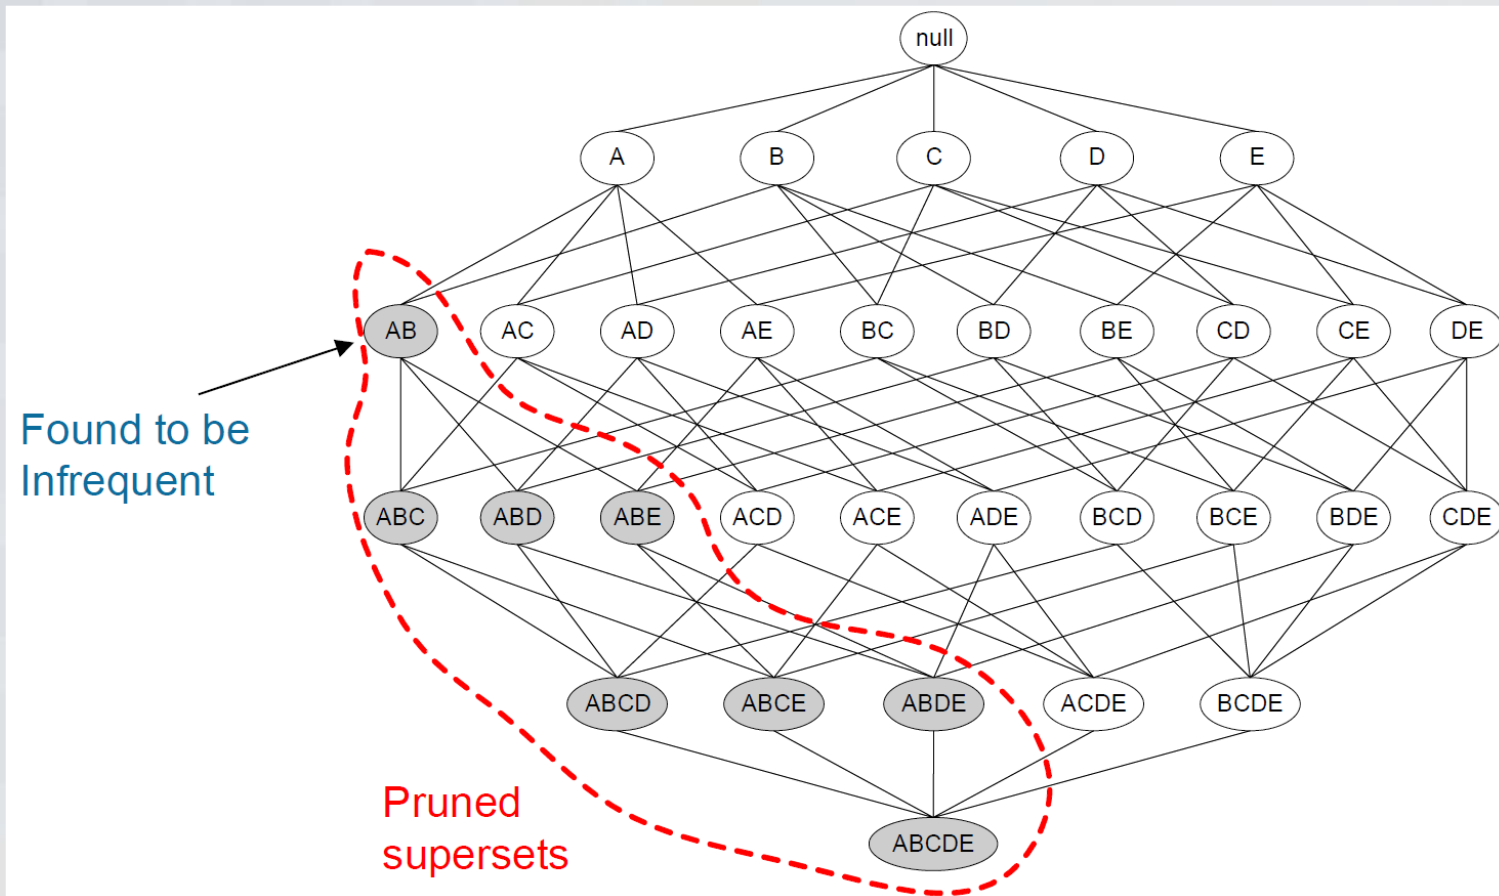 null
A B C D E
AB AC AD AE BC BD BE CD CE DE
Found to be
Infrequent
ABC ABD ABE ACD ACE ADE BCD BCE BDE CDE
ABCD ABCE ABDE ACDE BCDE
Pruned
supersets
ABCDE